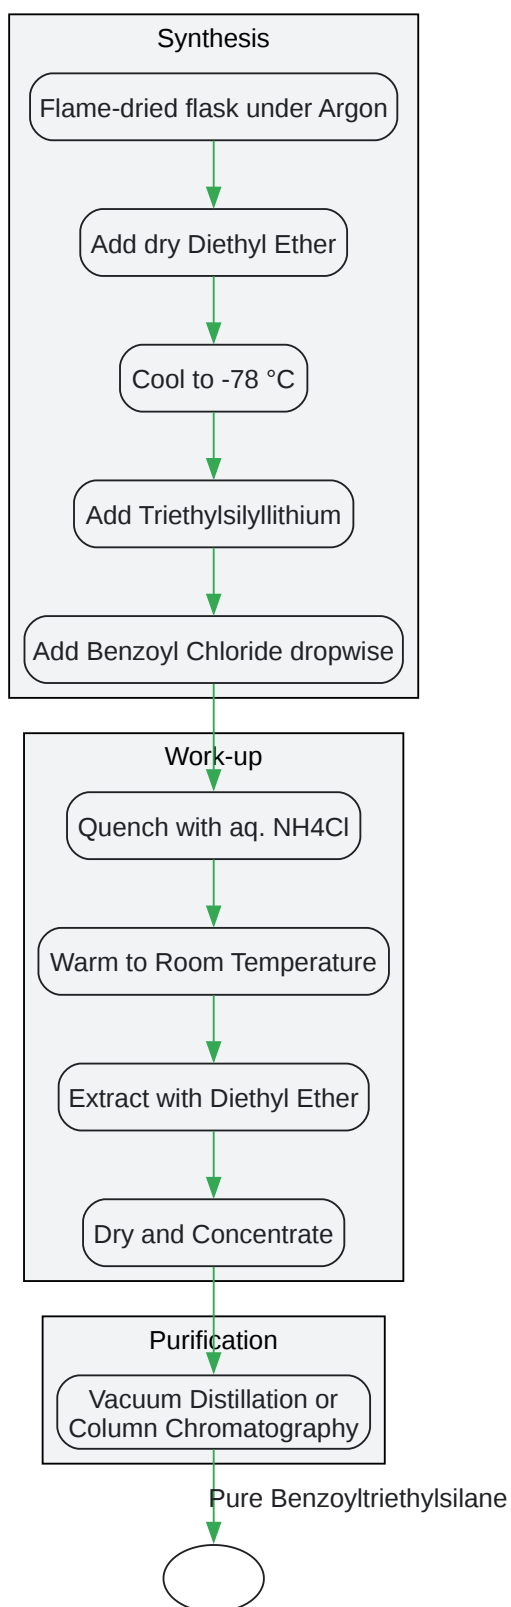 Synthesis
Flame-dried flask under Argon
Add dry Diethyl Ether
Cool to -78 °C
Add Triethylsilyllithium
Add Benzoyl Chloride dropwise
Work-up
Quench with aq. NH4Cl
Warm to Room Temperature
Extract with Diethyl Ether
Dry and Concentrate
Purification
Vacuum Distillation or
Column Chromatography
Pure Benzoyltriethylsilane